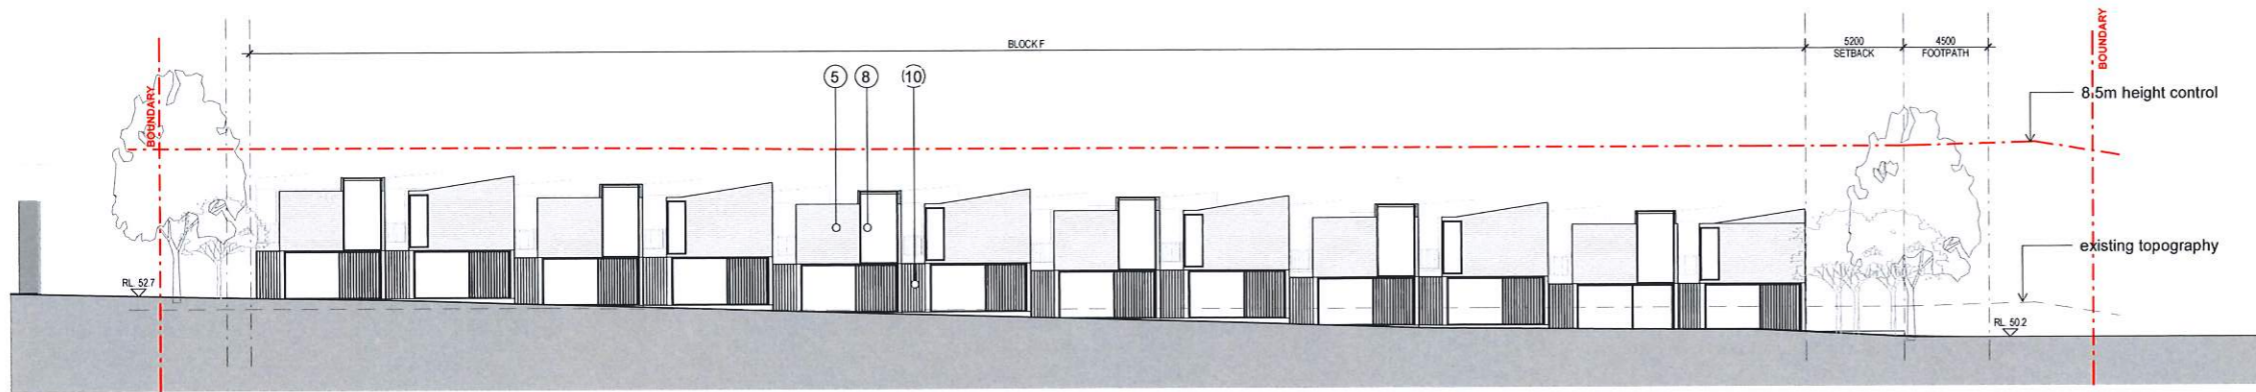 BLOCK F
5200
SETBACK
4500
FOOTPATH
BOUNDARY
BOUNDARY
5
8
(10)
8.5m height control
existing topography
RL 52.7
RL 50.2